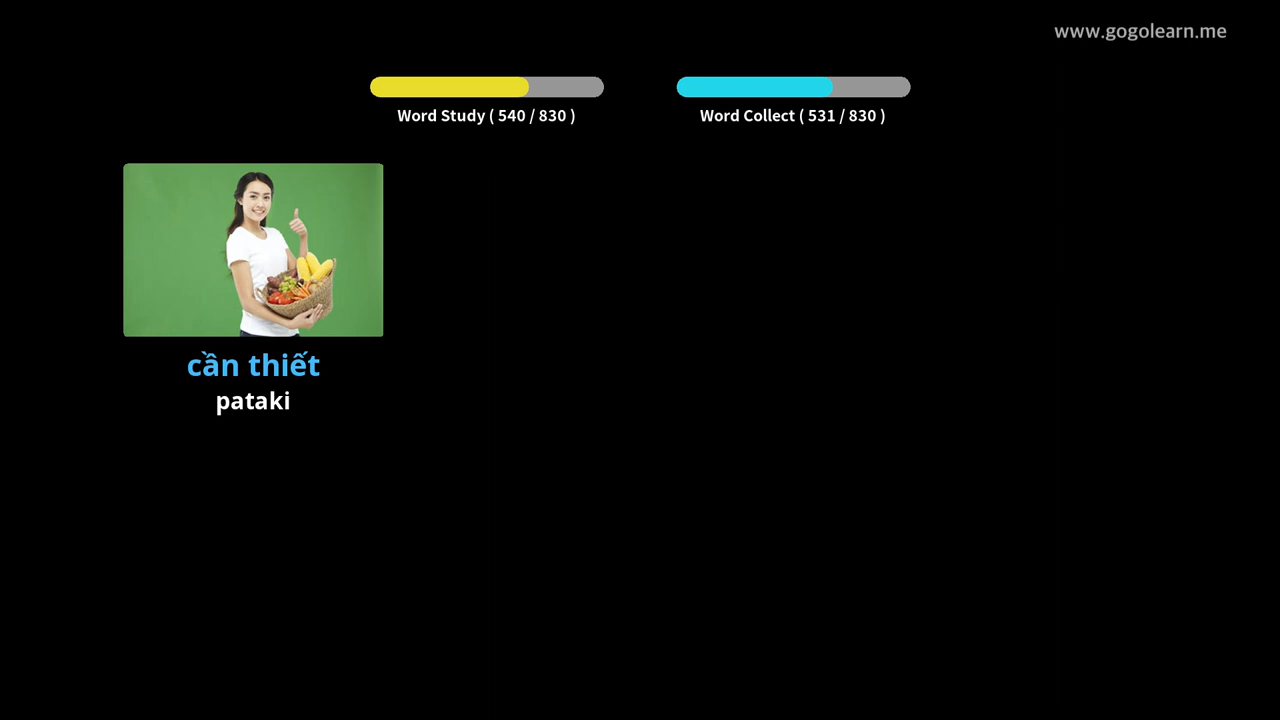 www.gogolearn.me
Word Study ( 540 / 830 )
Word Collect ( 531 / 830 )
cần thiết
pataki